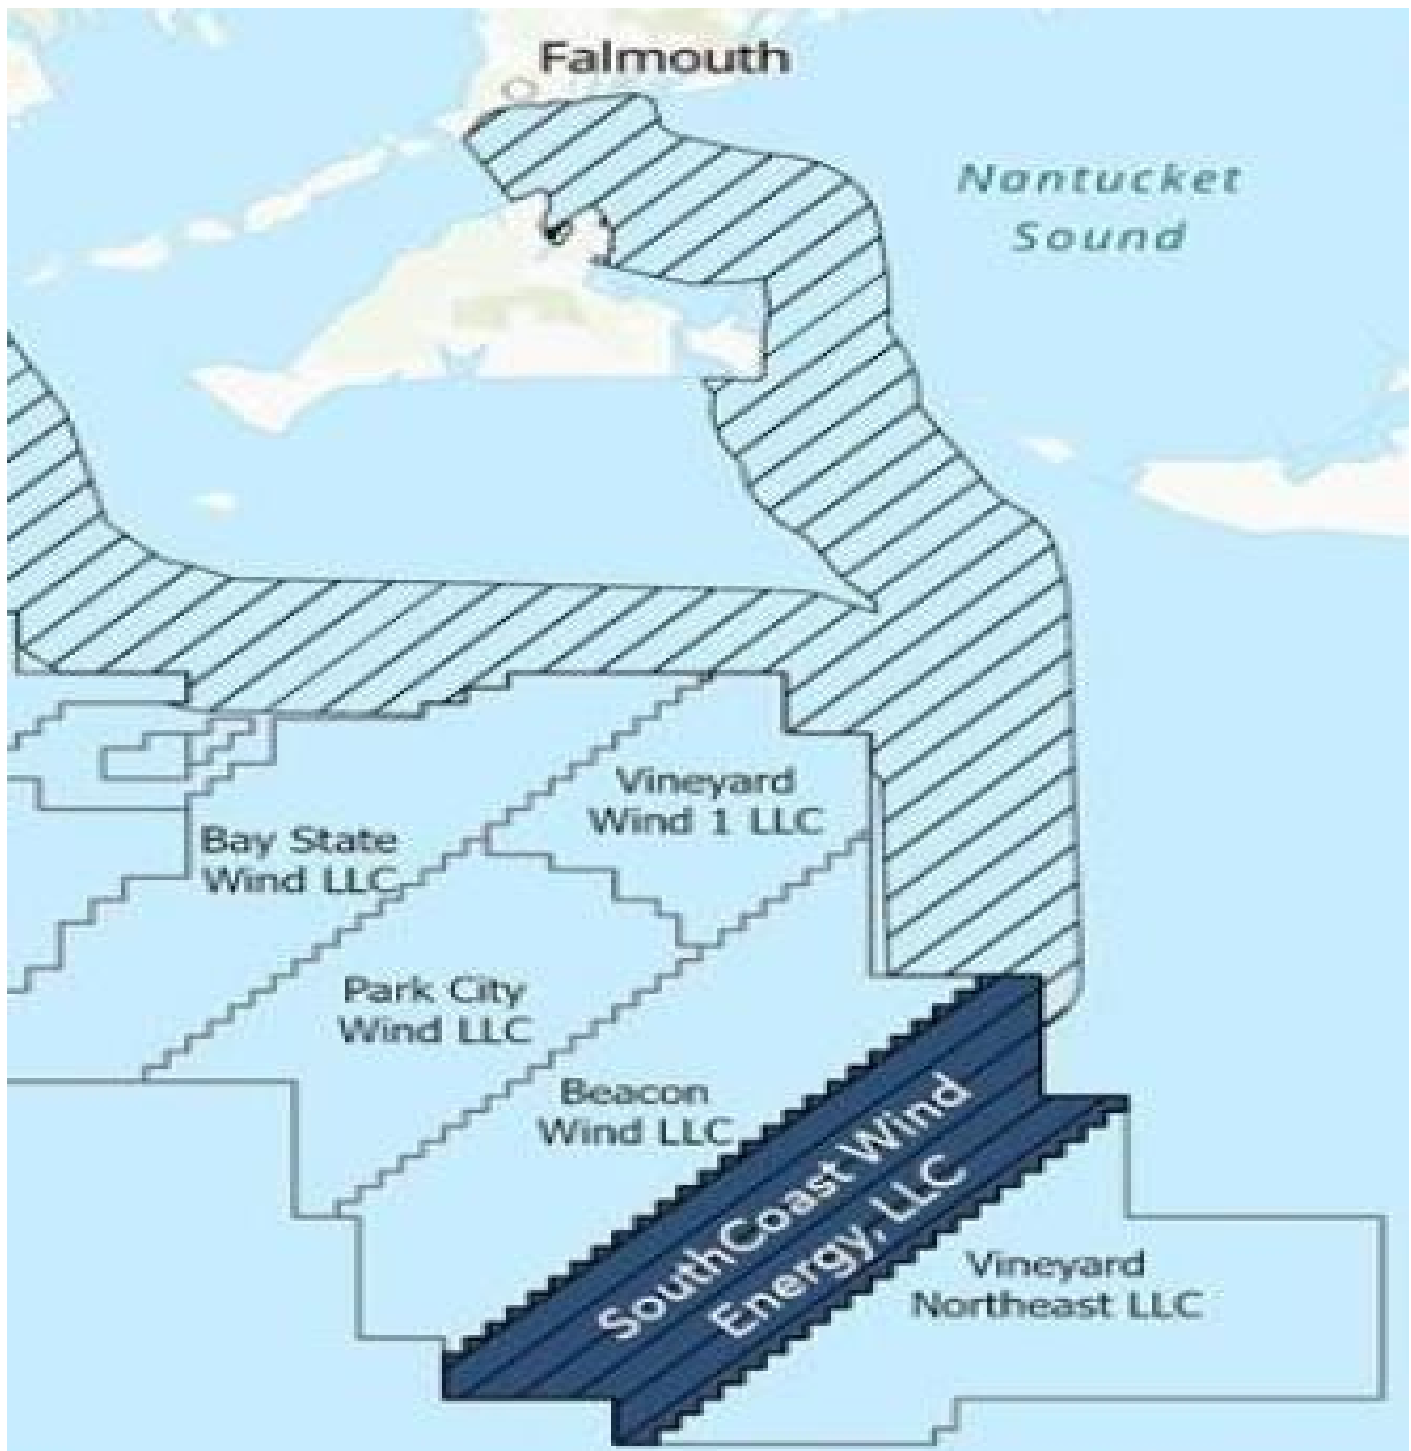 Falmouth
Nantucket
Sound
Vineyard
Wind 1 LLC
Bay State
Wind LLC
Park City
Wind LLC
Beacon
Wind LLC
SouthCoast Wind
Energy, LLC
Vineyard
Northeast LLC